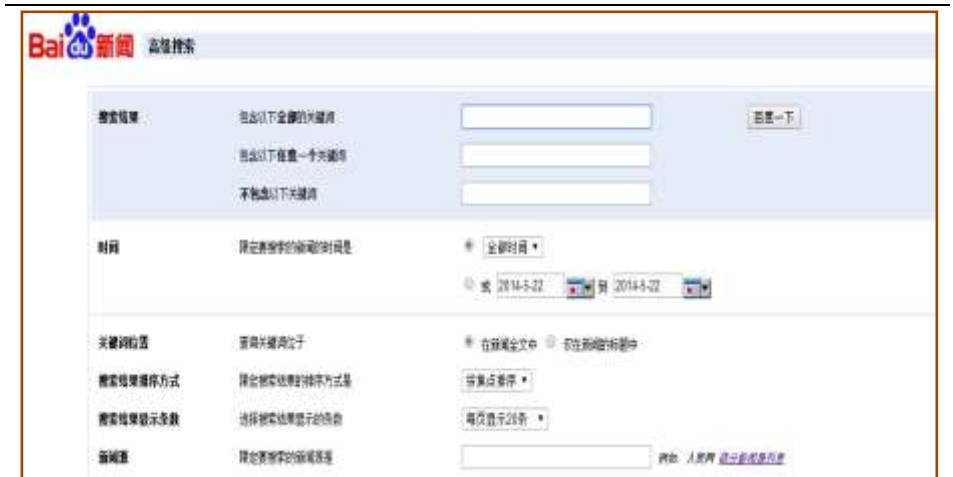 Bai du 新闻 高级搜索
搜索结果 包含以下全部的关键词 百度一下
包含以下任意一个关键词
不包含以下关键词
时间 限定要搜索的新闻的时间是 全部时间
或 2014-5-22 到 2014-5-22
关键词位置 查询关键词位于 在新闻全文中 仅在新闻的标题中
搜索结果排序方式 限定搜索结果的排序方式是 按焦点排序
搜索结果显示条数 选择搜索结果显示的条数 每页显示20条
新闻源 限定要搜索的新闻源是 例如：人民网